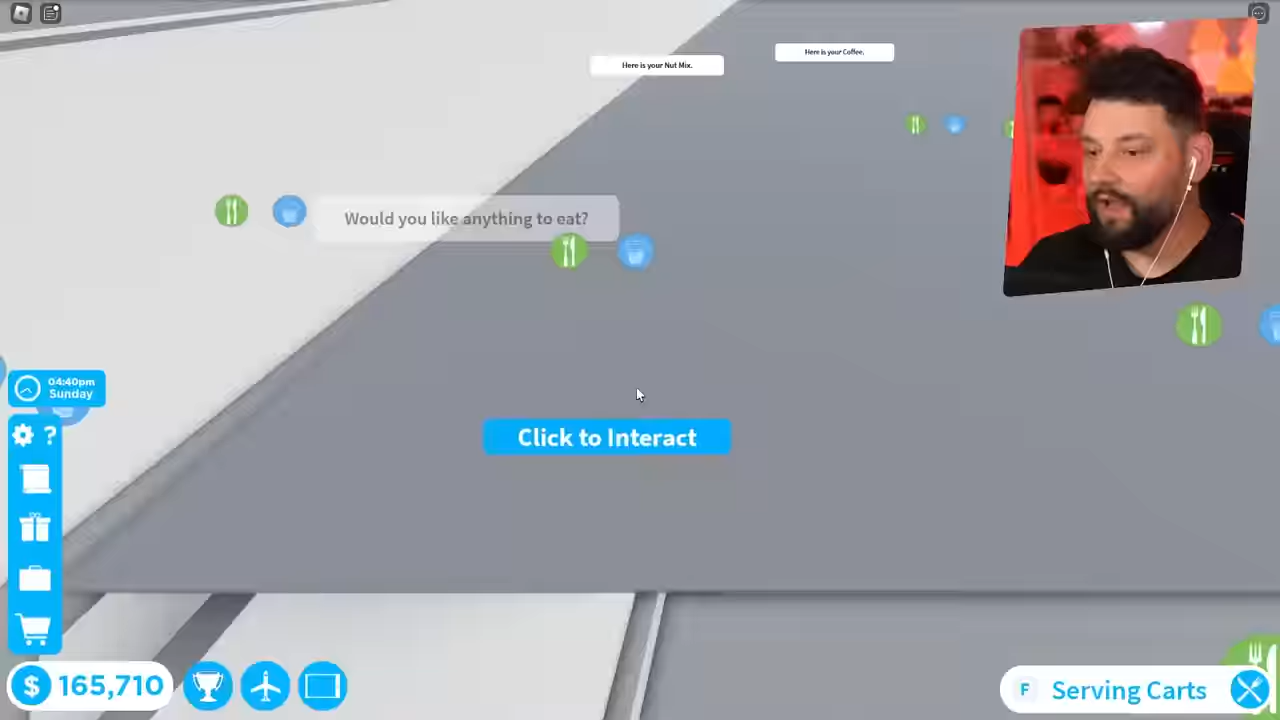 Here is your Coffee.
Here is your Nut Mix.
Would you like anything to eat?
04:40pm
Sunday
?
Click to Interact
$ 165,710
F Serving Carts